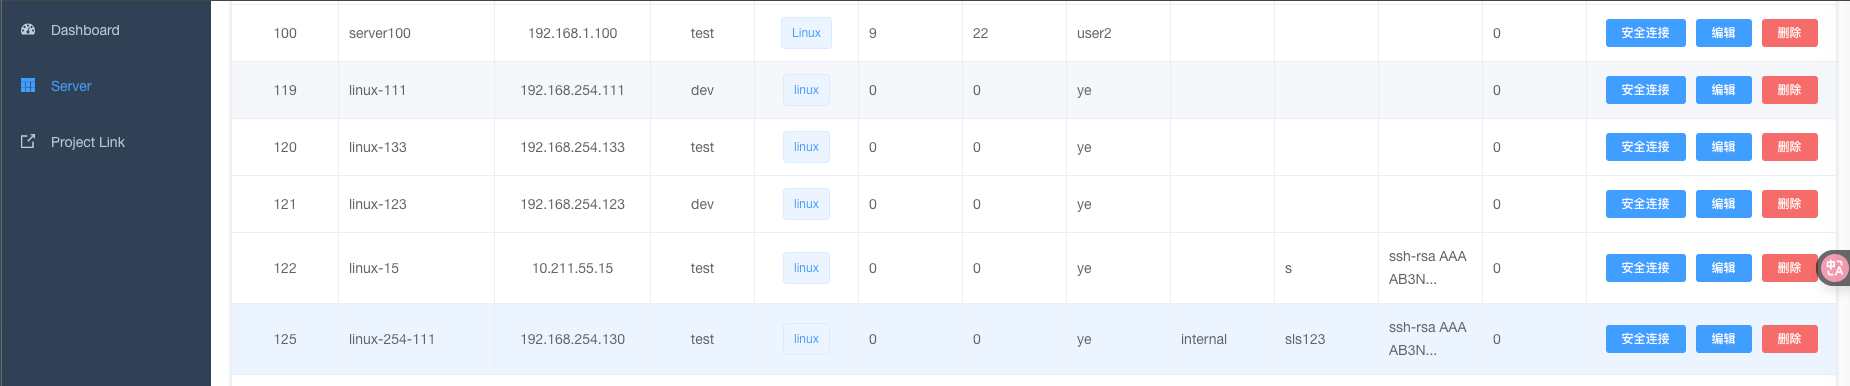 Dashboard
Server
Project Link
100 server100 192.168.1.100 test Linux 9 22 user2 0 安全连接 编辑 删除
119 linux-111 192.168.254.111 dev linux 0 0 ye 0 安全连接 编辑 删除
120 linux-133 192.168.254.133 test linux 0 0 ye 0 安全连接 编辑 删除
121 linux-123 192.168.254.123 dev linux 0 0 ye 0 安全连接 编辑 删除
122 linux-15 10.211.55.15 test linux 0 0 ye s ssh-rsa AAA 0 安全连接 编辑 删除
AB3N...
125 linux-254-111 192.168.254.130 test linux 0 0 ye internal sls123 ssh-rsa AAA 0 安全连接 编辑 删除
AB3N...
中A